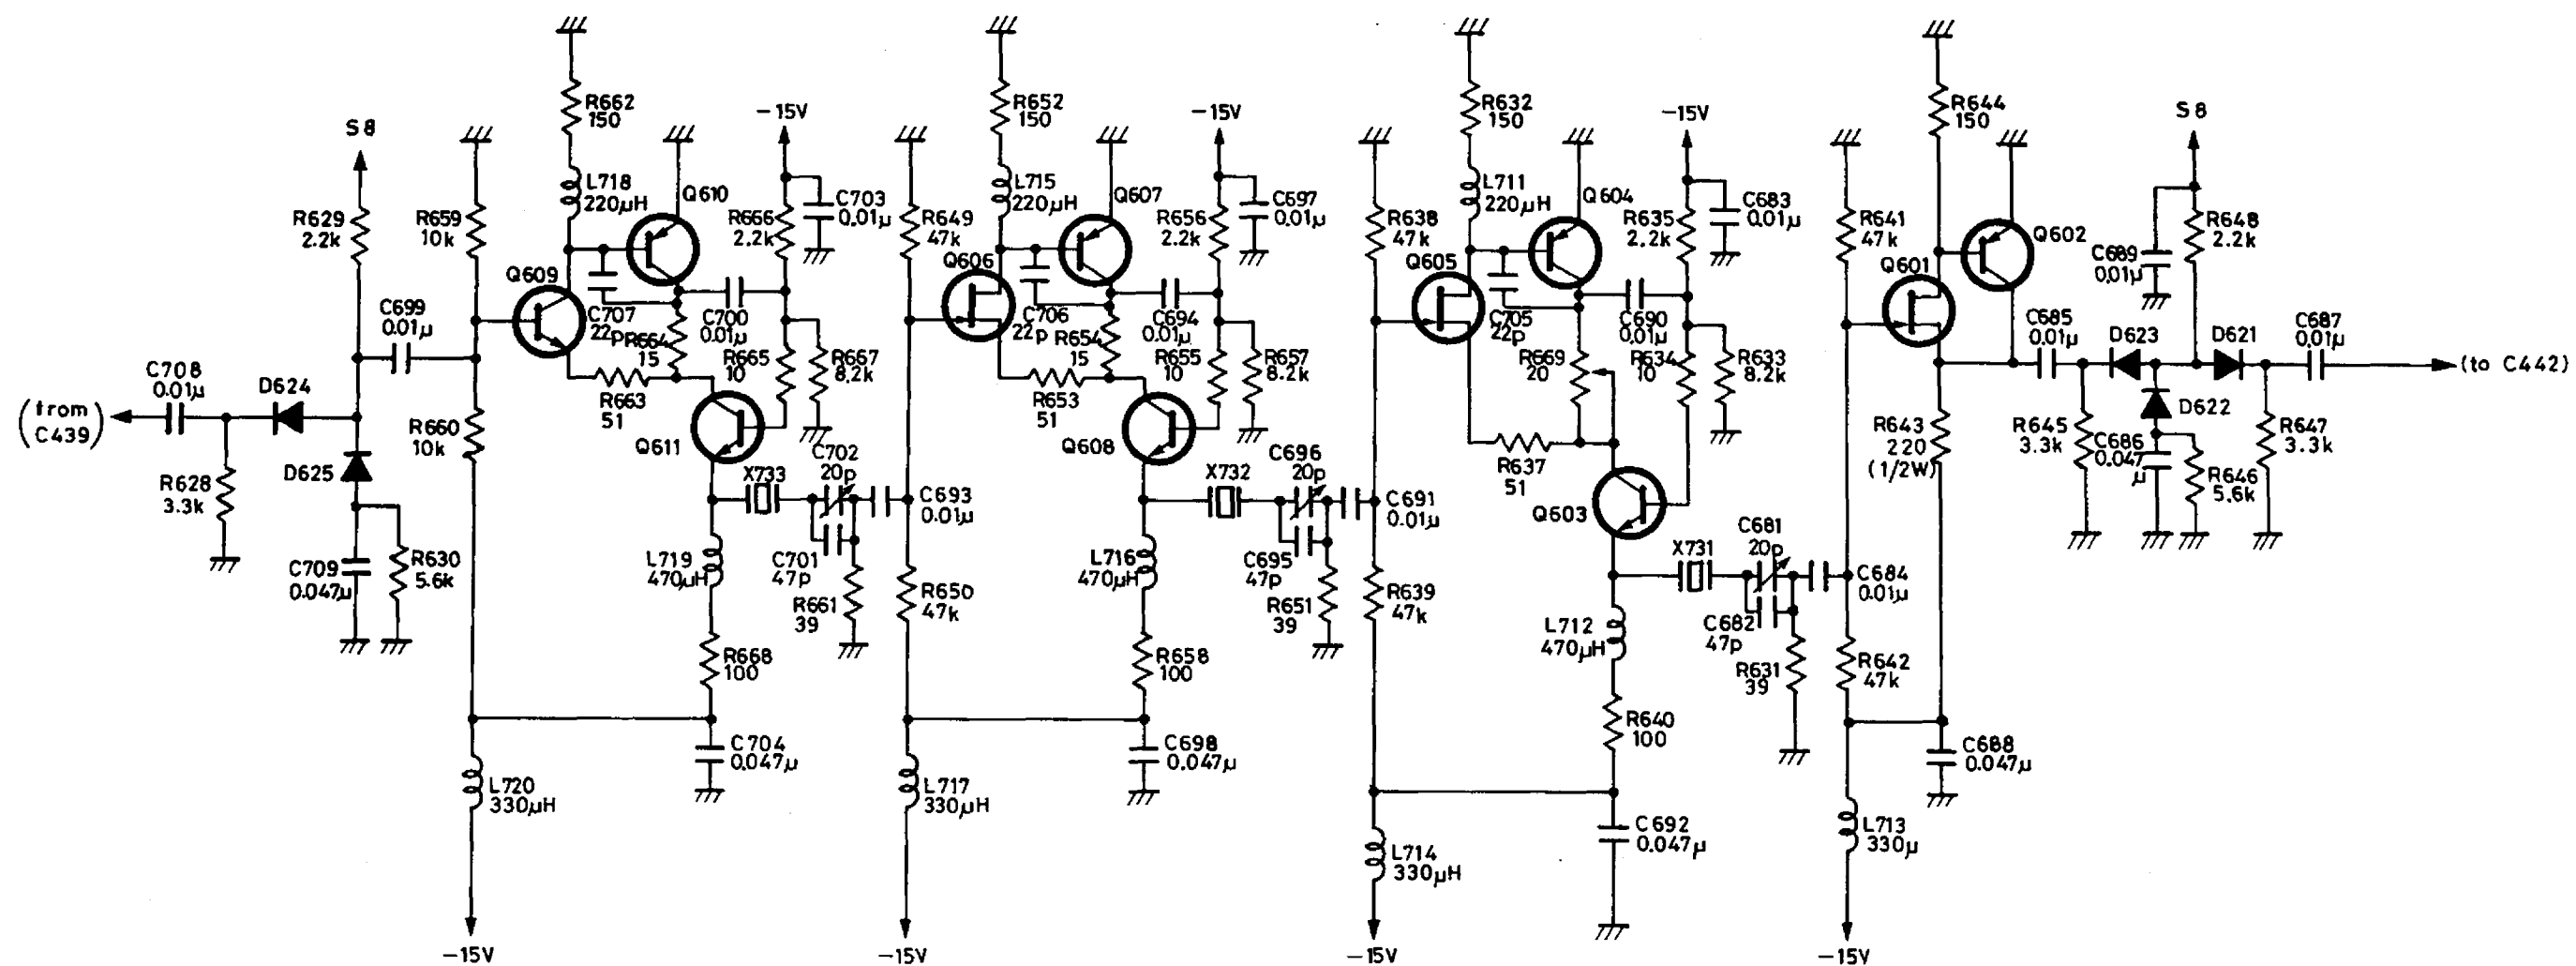 (from
C439)
C708
0.01μ
R628
3.3k
D624
S8
R629
2.2k
D625
C709
0.047μ
R630
5.6k
C699
0.01μ
R659
10k
R660
10k
L720
330μH
-15V
R662
150
L718
220μH
Q609
Q610
C707
22p
R664
15
R663
51
C700
0.01μ
-15V
R666
2.2k
C703
0.01μ
R665
10
R667
8.2k
Q611
X733
C702
20p
C701
47p
R661
39
L719
470μH
R668
100
C704
0.047μ
C693
0.01μ
R649
47k
R650
47k
L717
330μH
-15V
R652
150
L715
220μH
Q606
Q607
C706
22p
R654
15
R653
51
C694
0.01μ
-15V
R656
2.2k
C697
0.01μ
R655
10
R657
8.2k
Q608
X732
C696
20p
C695
47p
R651
39
L716
470μH
R658
100
C698
0.047μ
C691
0.01μ
R638
47k
R639
47k
L714
330μH
-15V
R632
150
L711
220μH
Q605
Q604
C705
22p
R669
20
R637
51
C690
0.01μ
-15V
R635
2.2k
C683
0.01μ
R634
10
R633
8.2k
Q603
X731
C681
20p
C682
47p
R631
39
L712
470μH
R640
100
C692
0.047μ
C684
0.01μ
R641
47k
R642
47k
L713
330μ
-15V
R644
150
Q601
Q602
R643
220
(1/2W)
C688
0.047μ
C685
0.01μ
R645
3.3k
D623
D622
C686
0.047
μ
R646
5.6k
S8
C689
0.01μ
R648
2.2k
D621
R647
3.3k
C687
0.01μ
(to C442)